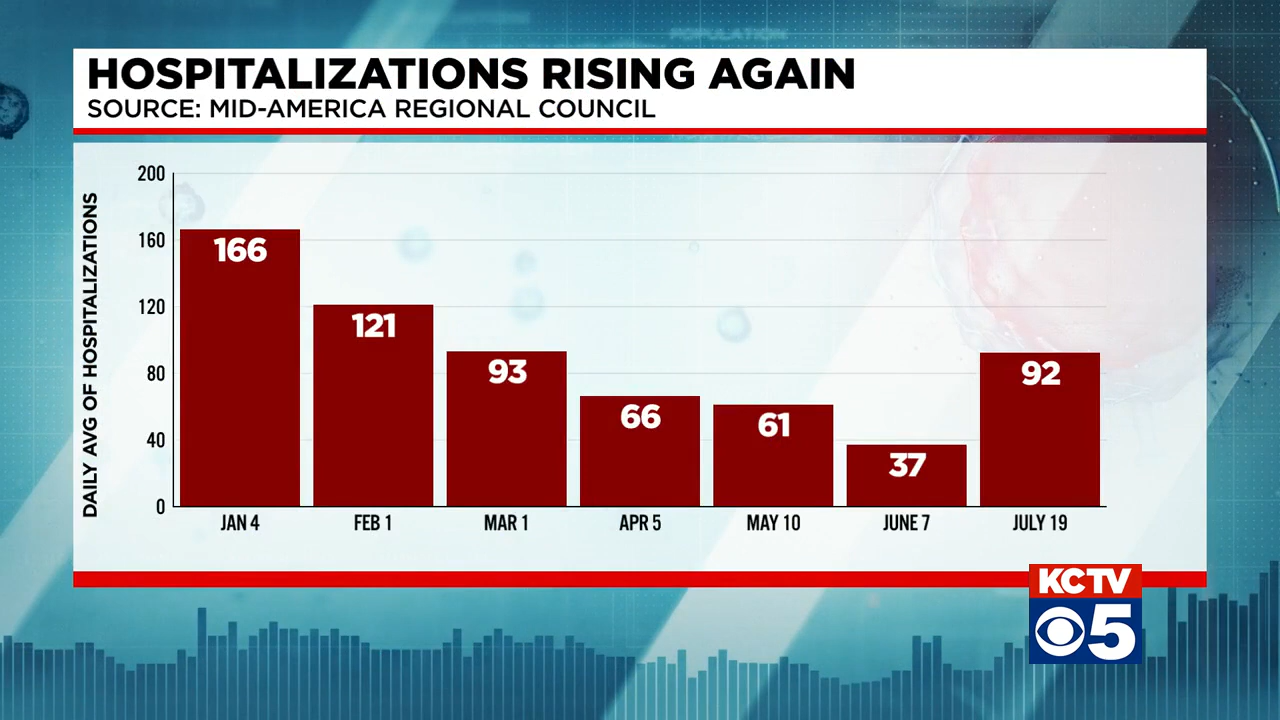 POPULATION
HOSPITALIZATIONS RISING AGAIN
SOURCE: MID-AMERICA REGIONAL COUNCIL
DAILY AVG OF HOSPITALIZATIONS
200
160
120
80
40
0
166
121
93
66
61
37
92
JAN 4
FEB 1
MAR 1
APR 5
MAY 10
JUNE 7
JULY 19
KCTV
5